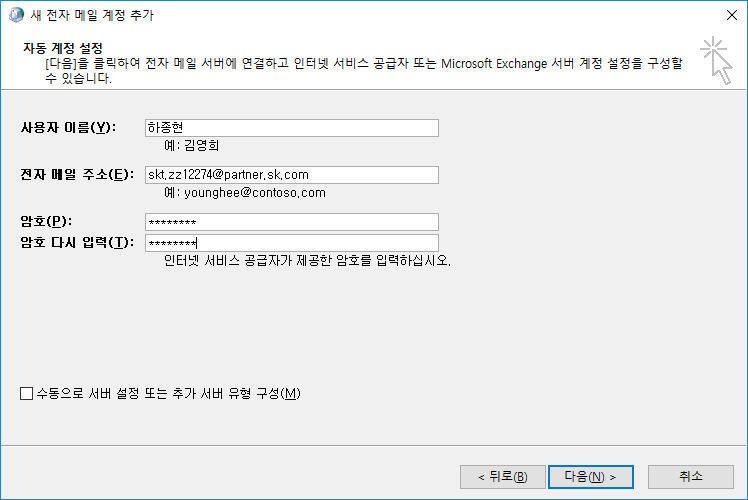 새 전자 메일 계정 추가
자동 계정 설정
[다음]을 클릭하여 전자 메일 서버에 연결하고 인터넷 서비스 공급자 또는 Microsoft Exchange 서버 계정 설정을 구성할
수 있습니다.
사용자 이름(Y): 하종현
예: 김영희
전자 메일 주소(E): skt.zz12274@partner.sk.com
예: younghee@contoso.com
암호(P): ********
암호 다시 입력(T): ********
인터넷 서비스 공급자가 제공한 암호를 입력하십시오.
수동으로 서버 설정 또는 추가 서버 유형 구성(M)
< 뒤로(B) 다음(N) > 취소